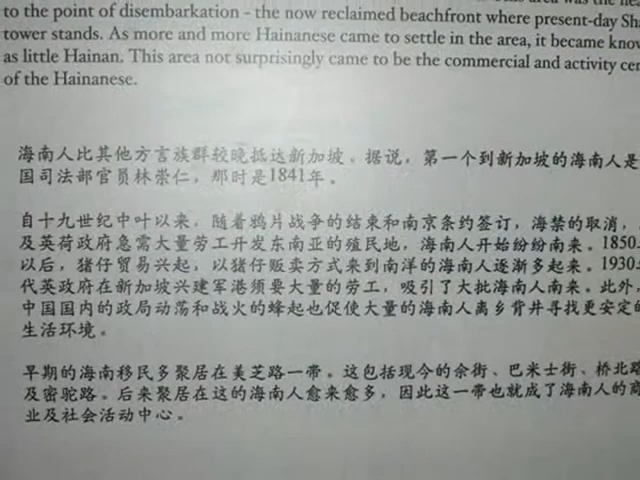 to the point of disembarkation - the now reclaimed beachfront where present-day
tower stands. As more and more Hainanese came to settle in the area, it became
as little Hainan. This area not surprisingly came to be the commercial and activity
of the Hainanese.
海南人比其他方言族群较晚抵达新加坡。据说，第一个到新加坡的海南人是
国司法部官员林崇仁，那时是1841年。
自十九世纪中叶以来，随着鸦片战争的结束和南京条约签订，海禁的取消，
及英荷政府急需大量劳工开发东南亚的殖民地，海南人开始纷纷南来。1850
以后，猪仔贸易兴起，以猪仔贩卖方式来到南洋的海南人逐渐多起来。1930
代英政府在新加坡兴建军港须要大量的劳工，吸引了大批海南人南来。此外，
中国国内的政局动荡和战火的蜂起也促使大量的海南人离乡背井寻找更安定的
生活环境。
早期的海南移民多聚居在美芝路一带。这包括现今的余街、巴米士街、桥北路
及密驼路。后来聚居在这的海南人愈来愈多，因此这一带也就成了海南人的商
业及社会活动中心。